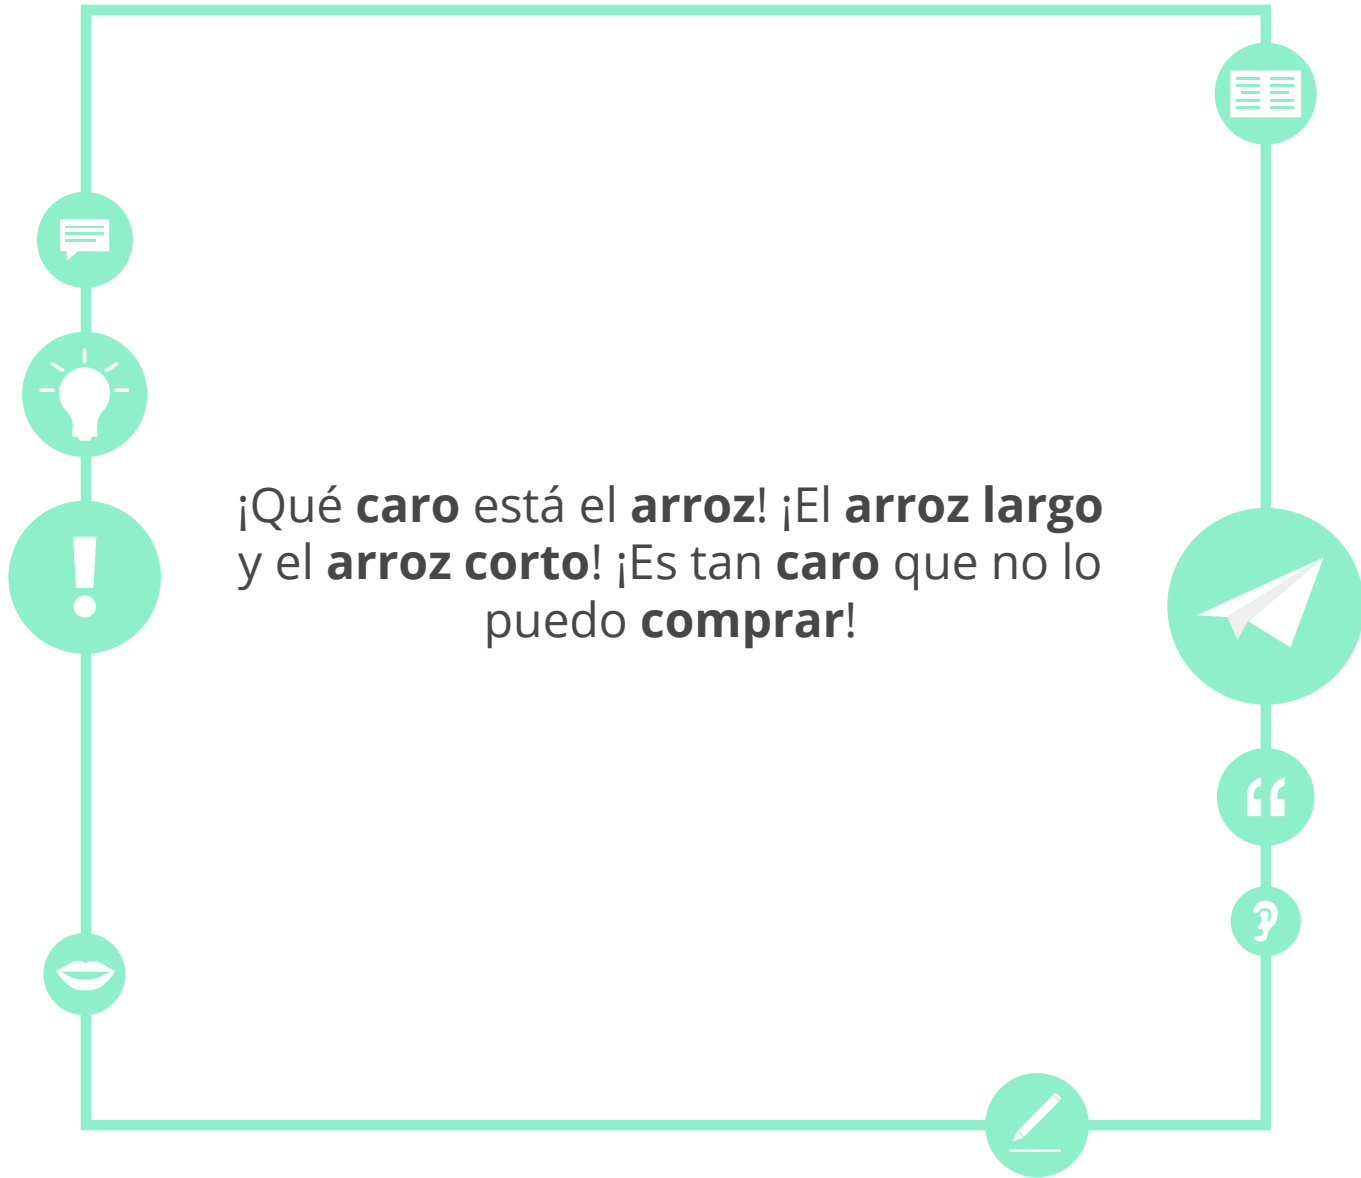 ¡Qué caro está el arroz! ¡El arroz largo
y el arroz corto! ¡Es tan caro que no lo
puedo comprar!